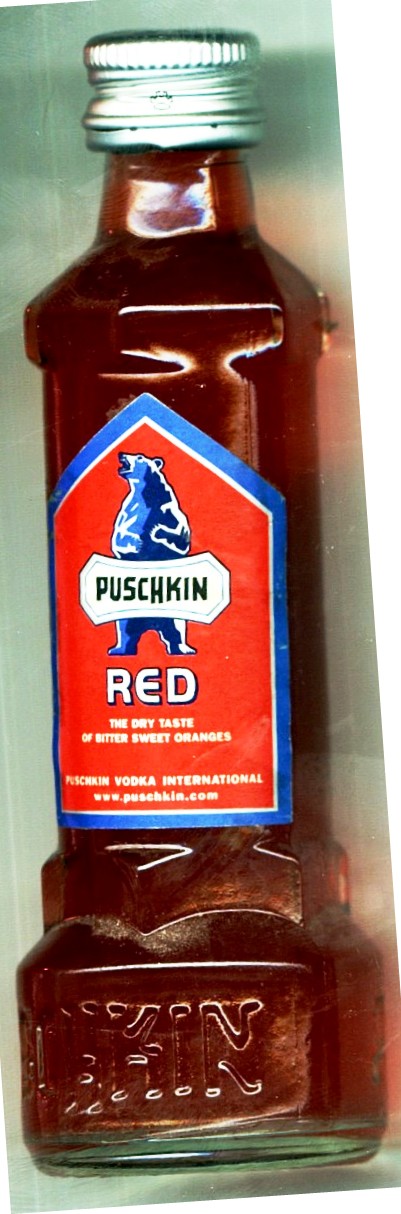 PUSCHKIN
RED
THE DRY TASTE
OF BITTER SWEET ORANGES
PUSCHKIN VODKA INTERNATIONAL
www.puschkin.com